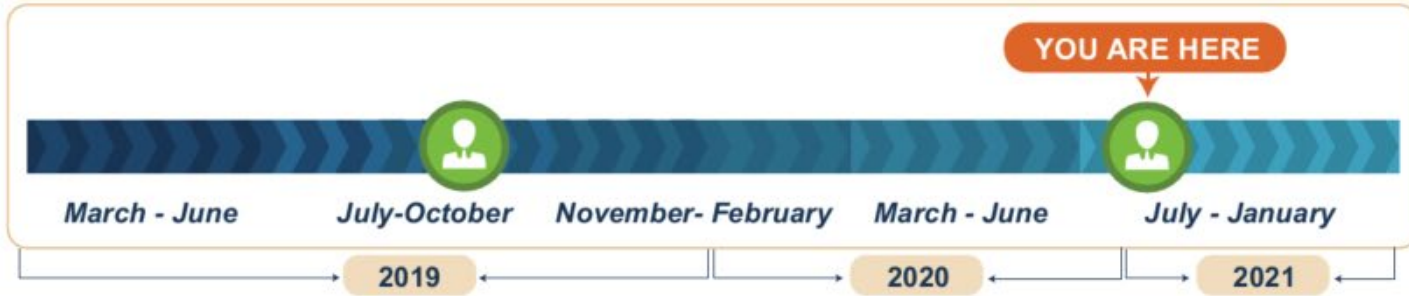 YOU ARE HERE
March - June July-October November- February March - June July - January
2019 2020 2021